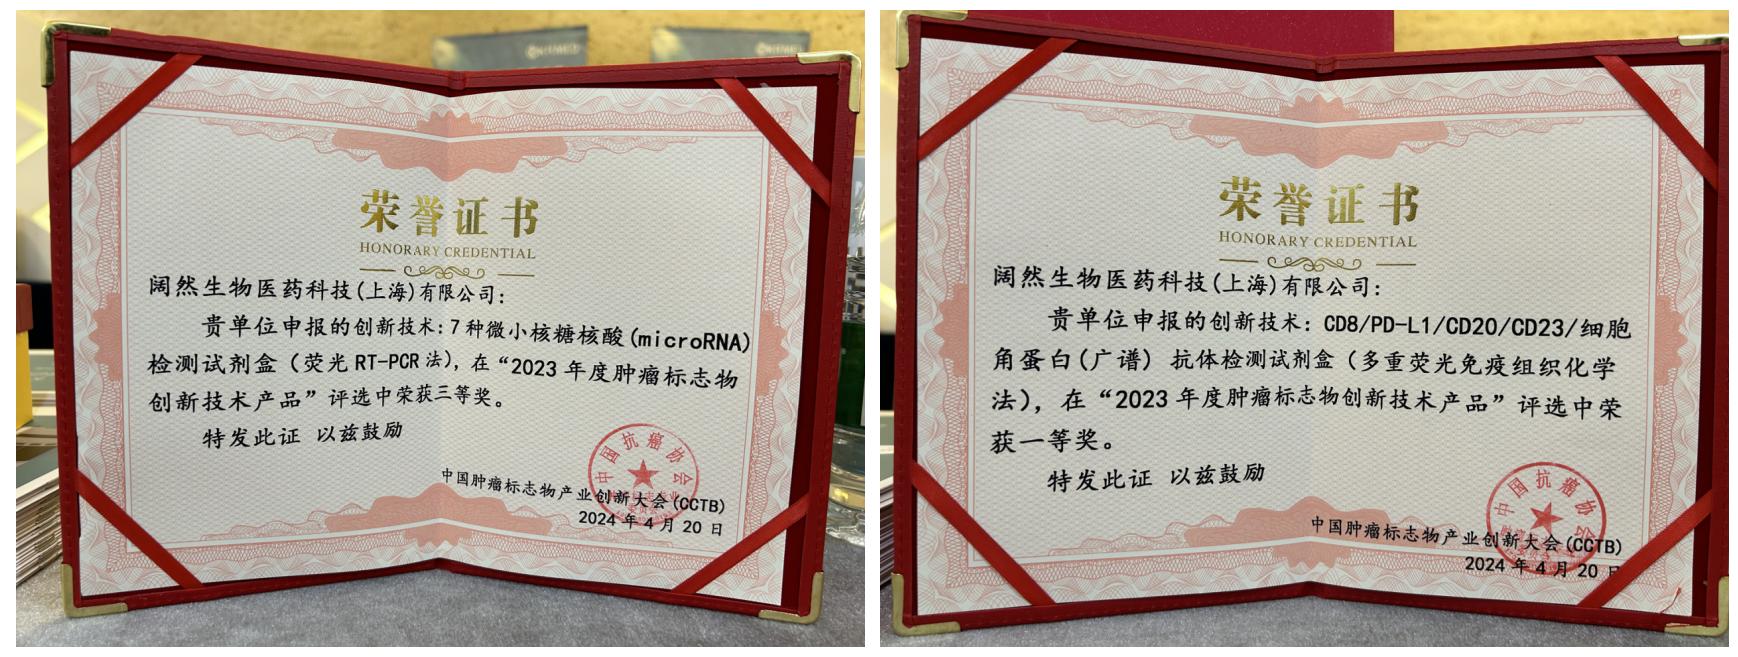 荣誉证书
HONORARY CREDENTIAL
阔然生物医药科技(上海)有限公司:
贵单位申报的创新技术:7种微小核糖核酸(microRNA)
检测试剂盒(荧光RT-PCR法),在“2023年度肿瘤标志物
创新技术产品”评选中荣获三等奖。
特发此证 以兹鼓励
中国抗癌协会
中国肿瘤标志物产业创新大会(CCTB)
2024年4月20日
荣誉证书
HONORARY CREDENTIAL
阔然生物医药科技(上海)有限公司:
贵单位申报的创新技术:CD8/PD-L1/CD20/CD23/细胞
角蛋白(广谱) 抗体检测试剂盒(多重荧光免疫组织化学
法),在“2023年度肿瘤标志物创新技术产品”评选中荣
获一等奖。
特发此证 以兹鼓励
中国抗癌协会
中国肿瘤标志物产业创新大会(CCTB)
2024年4月20日